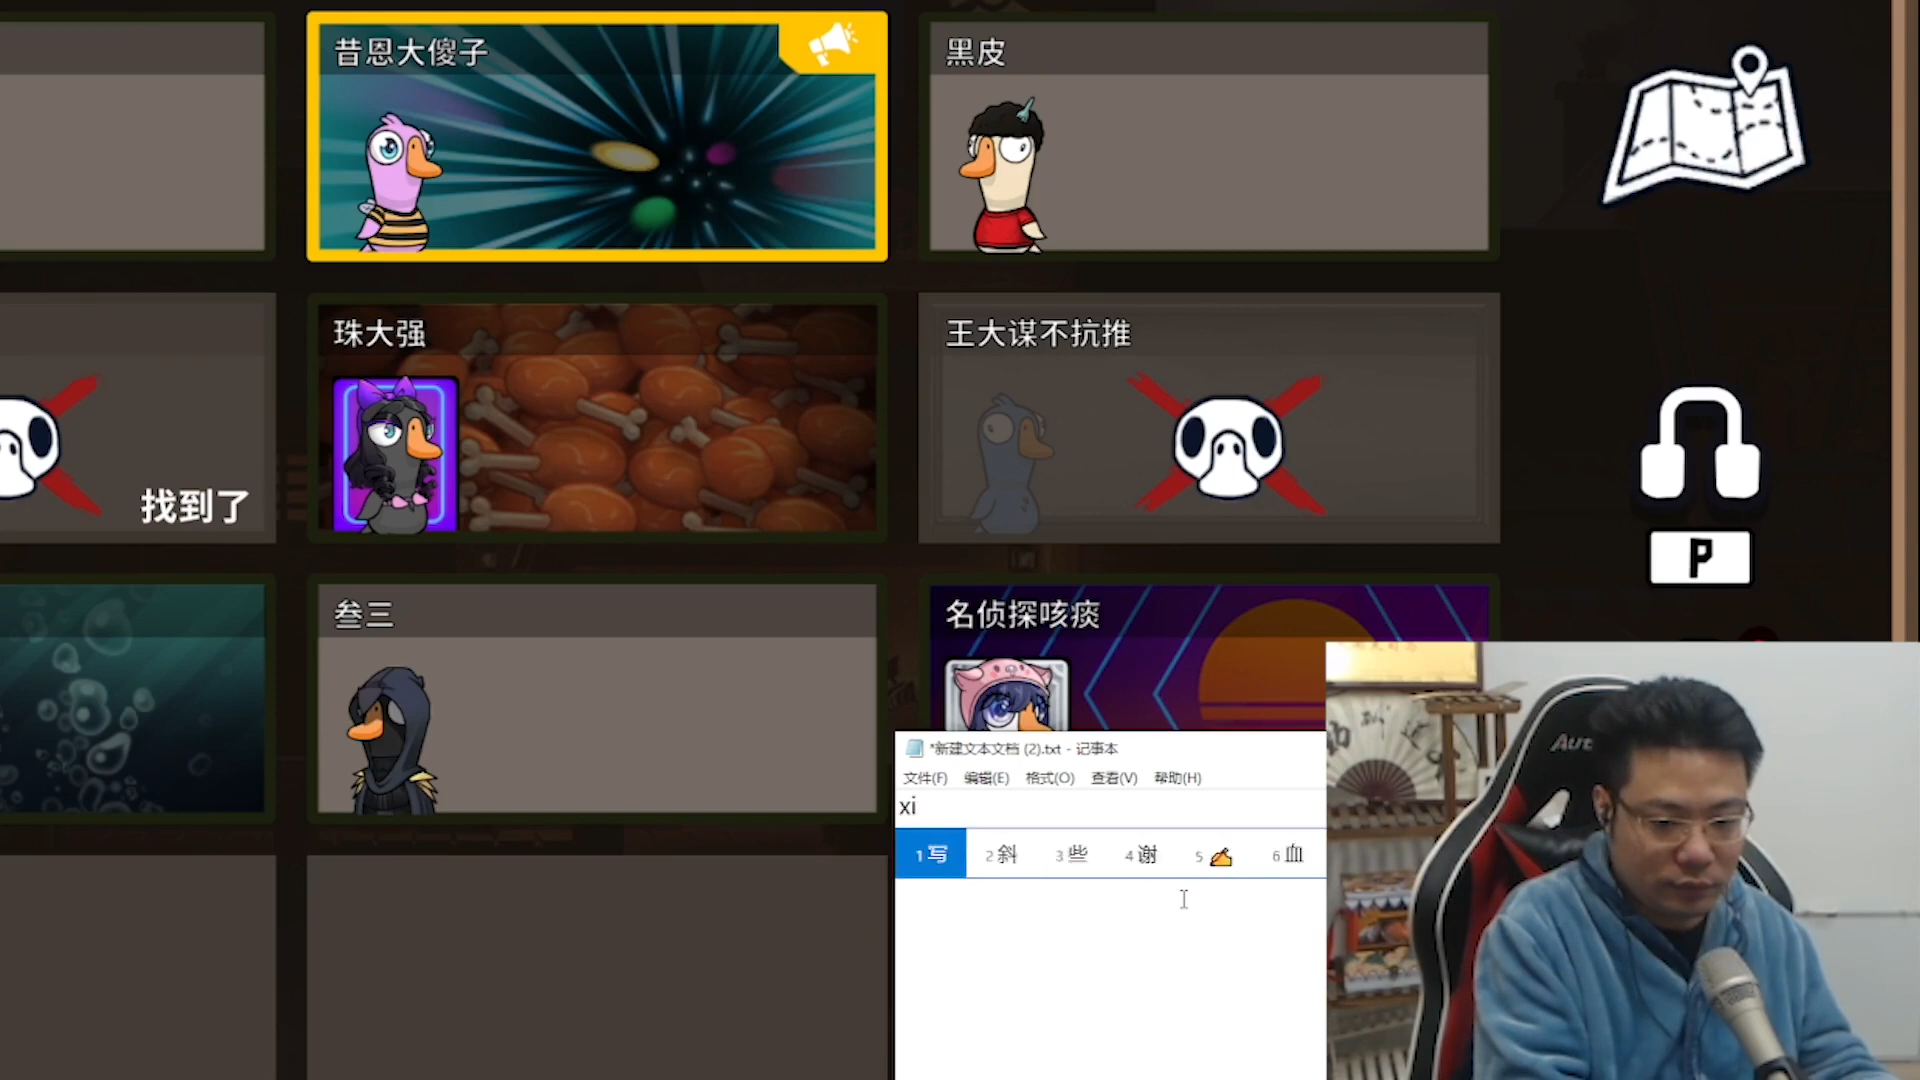 昔恩大傻子
黑皮
珠大强
王大谋不抗推
找到了
P
叁三
名侦探咳痰
*新建文本文档 (2).txt - 记事本
文件(F) 编辑(E) 格式(O) 查看(V) 帮助(H)
xi
1 写 2 斜 3 些 4 谢 5 ✍ 6 血
Aut